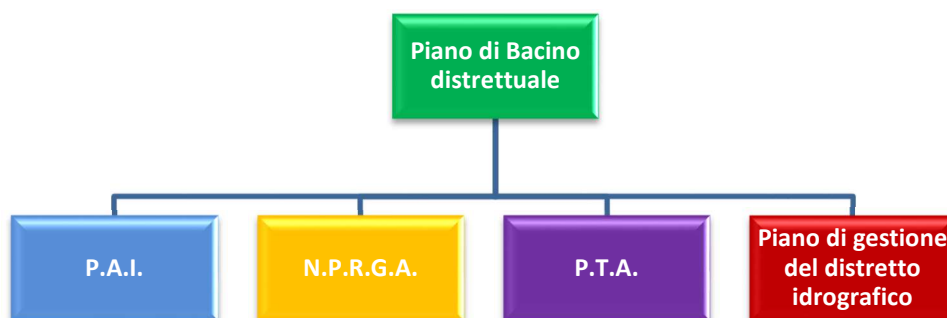 Piano di Bacino
distrettuale
P.A.I.
N.P.R.G.A.
P.T.A.
Piano di gestione
del distretto
idrografico